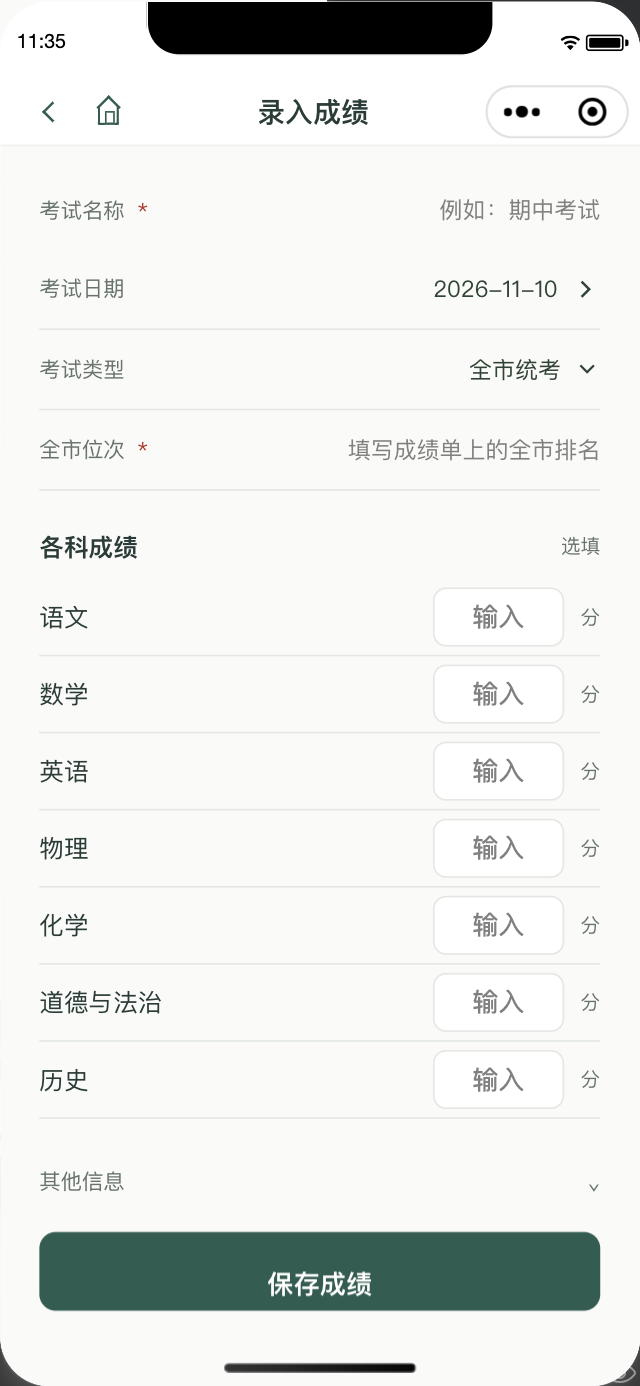 11:35
录入成绩
考试名称 * 例如：期中考试
考试日期 2026-11-10
考试类型 全市统考
全市位次 * 填写成绩单上的全市排名
各科成绩 选填
语文 输入 分
数学 输入 分
英语 输入 分
物理 输入 分
化学 输入 分
道德与法治 输入 分
历史 输入 分
其他信息
保存成绩